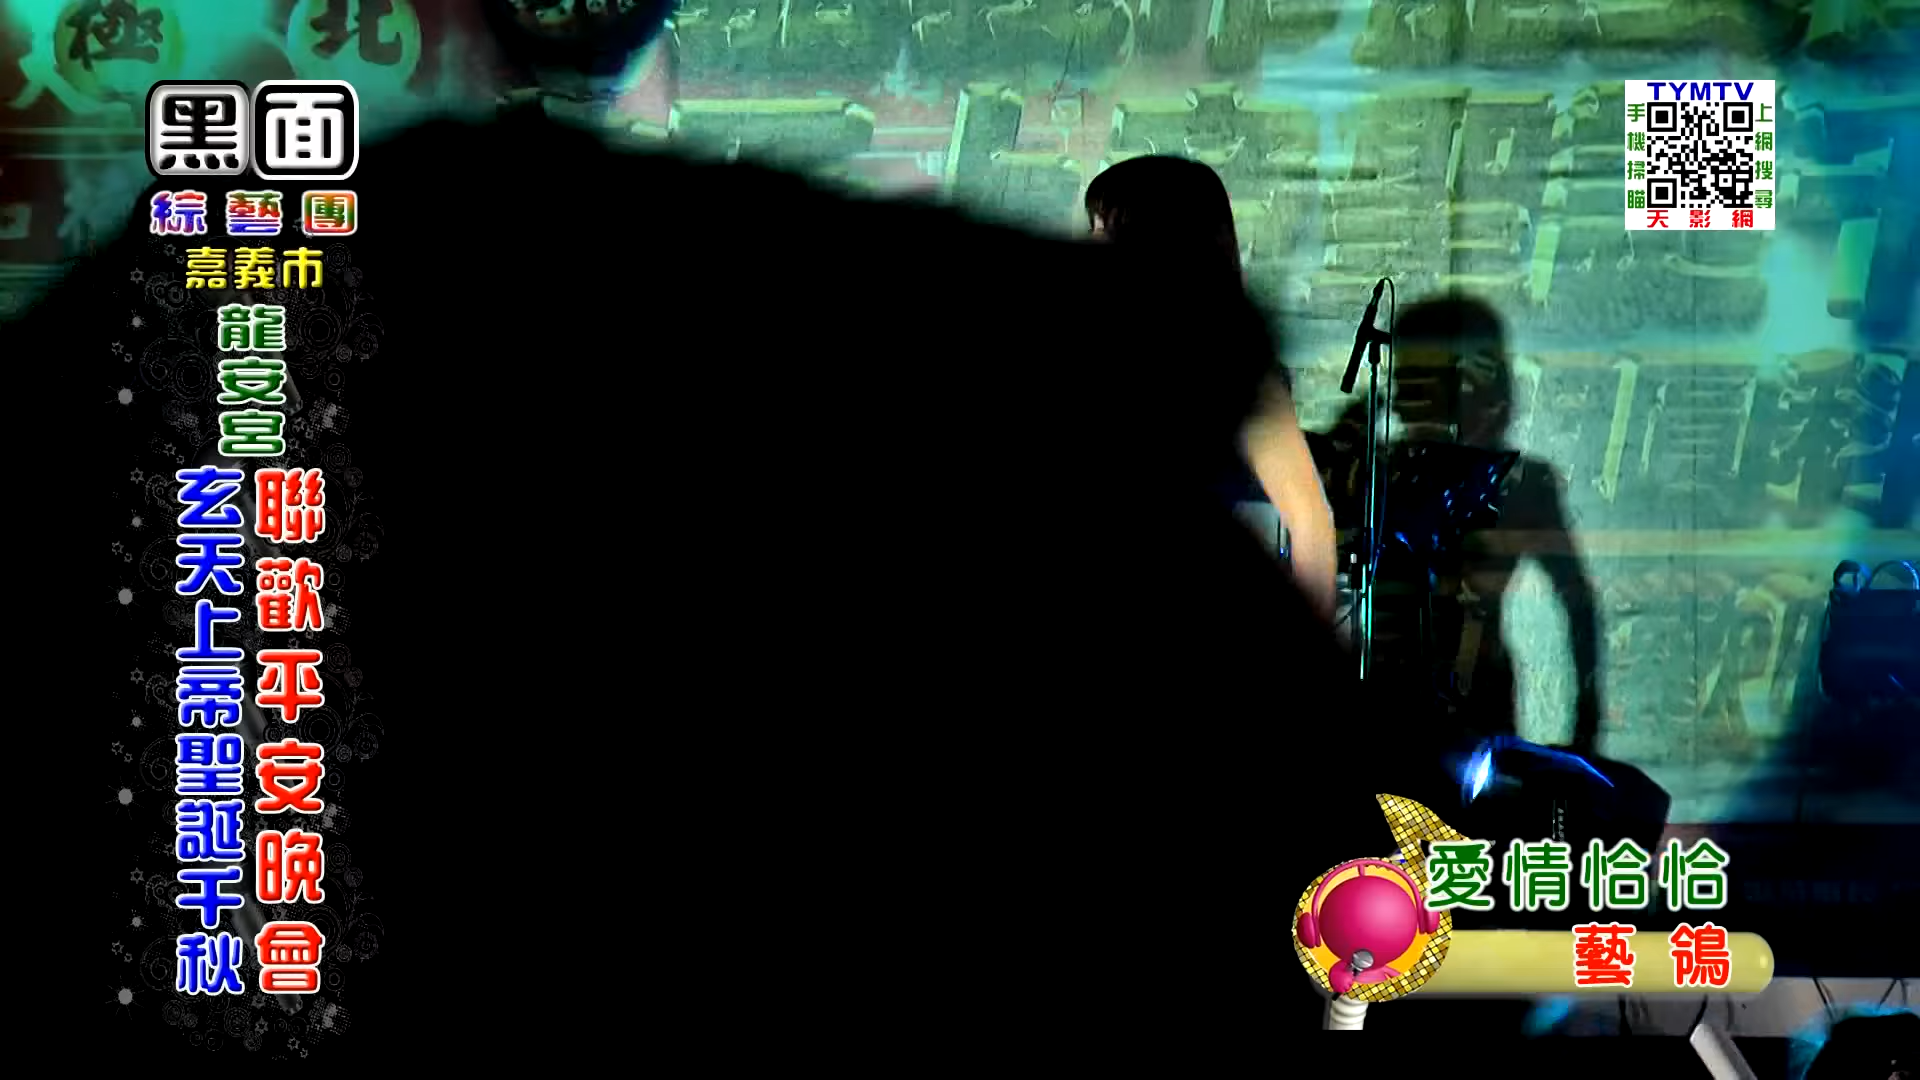 極 北
黑面
綜藝團
嘉義市
龍安宮
玄天上帝聖誕千秋
聯歡平安晚會
TYMTV
手機掃瞄
上網搜尋
天影網
愛情恰恰
藝鴿